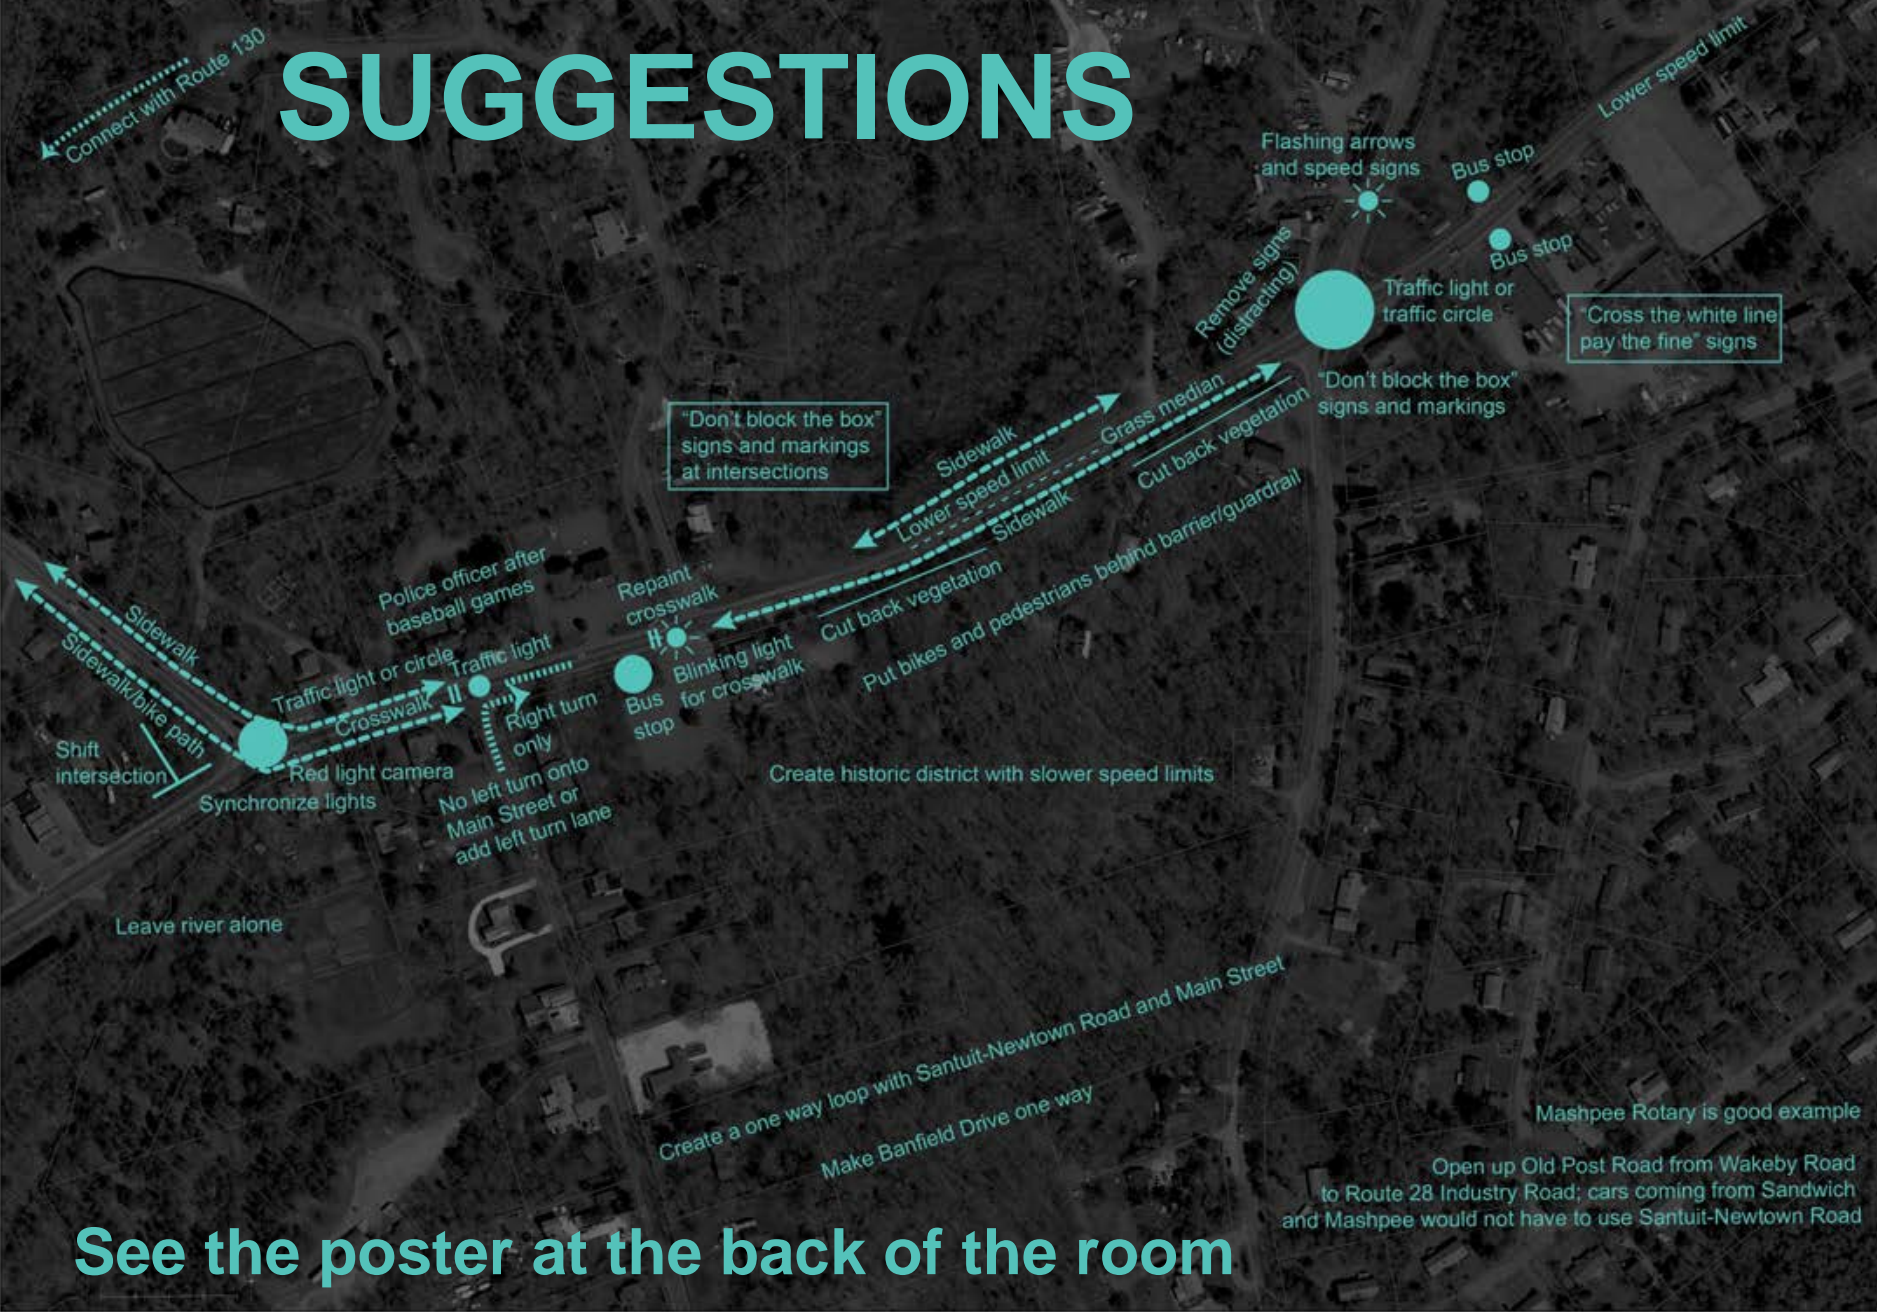 SUGGESTIONS
Connect with Route 130
Lower speed limit
Flashing arrows
and speed signs
Bus stop
Bus stop
Remove signs
(distracting)
Traffic light or
traffic circle
"Cross the white line
pay the fine" signs
"Don't block the box"
signs and markings
"Don't block the box"
signs and markings
at intersections
Sidewalk
Grass median
Lower speed limit
Sidewalk
Cut back vegetation
Cut back vegetation
Put bikes and pedestrians behind barrier/guardrail
Police officer after
baseball games
Repaint
crosswalk
Sidewalk
Sidewalk/bike path
Traffic light or circle
Traffic light
Crosswalk
Right turn
only
Bus
stop
Blinking light
for crosswalk
Shift
intersection
Red light camera
Synchronize lights
No left turn onto
Main Street or
add left turn lane
Create historic district with slower speed limits
Leave river alone
Create a one way loop with Santuit-Newtown Road and Main Street
Make Banfield Drive one way
Mashpee Rotary is good example
Open up Old Post Road from Wakeby Road
to Route 28 Industry Road; cars coming from Sandwich
and Mashpee would not have to use Santuit-Newtown Road
See the poster at the back of the room